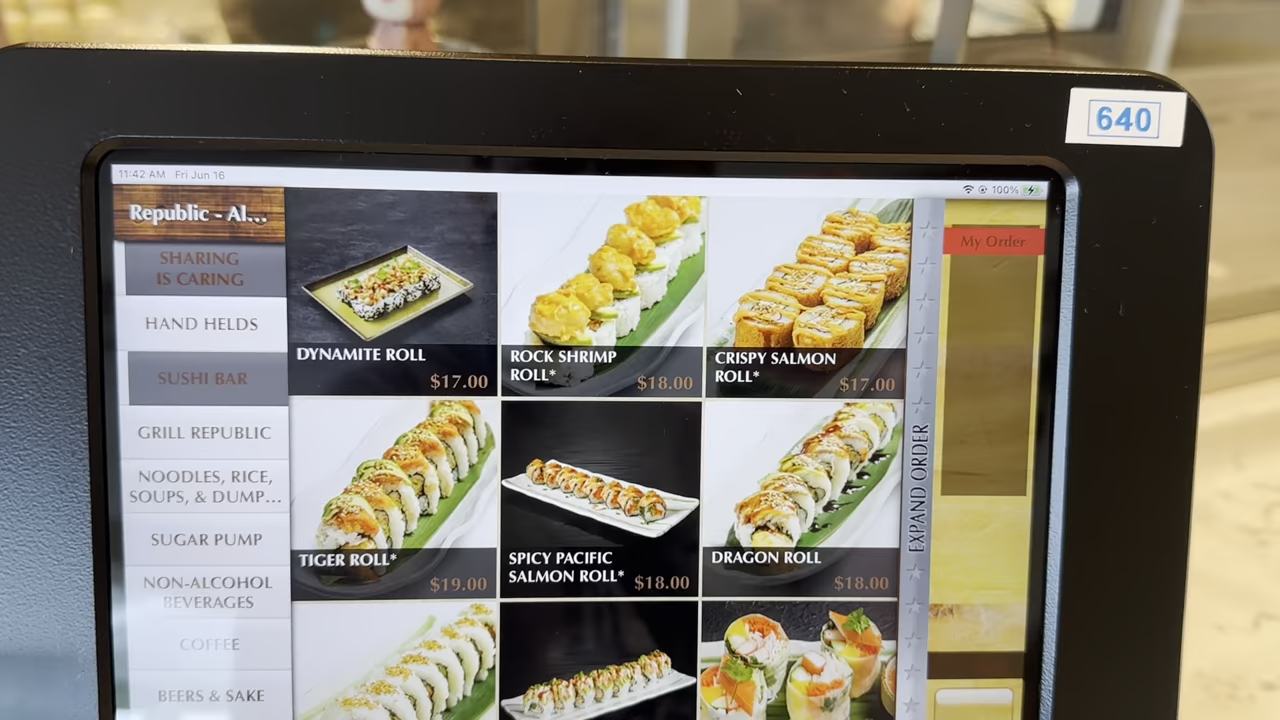 640
11:42 AM Fri Jun 16
100%
Republic - Al...
My Order
SHARING
IS CARING
HAND HELDS
SUSHI BAR
GRILL REPUBLIC
NOODLES, RICE,
SOUPS, & DUMP...
SUGAR PUMP
NON-ALCOHOL
BEVERAGES
COFFEE
BEERS & SAKE
DYNAMITE ROLL
$17.00
ROCK SHRIMP
ROLL*
$18.00
CRISPY SALMON
ROLL*
$17.00
TIGER ROLL*
$19.00
SPICY PACIFIC
SALMON ROLL*
$18.00
DRAGON ROLL
$18.00
EXPAND ORDER